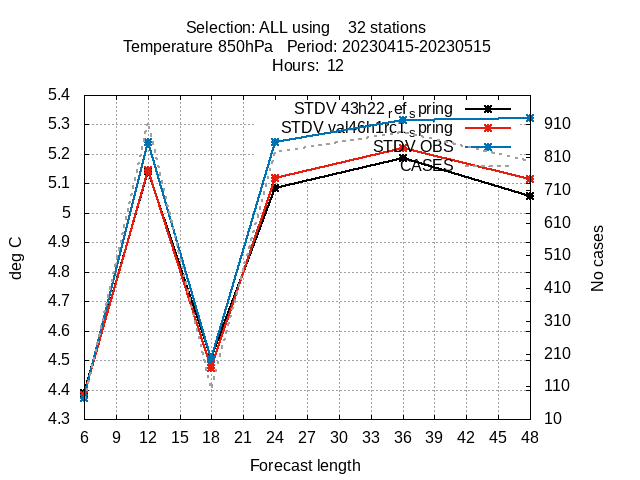 Selection: ALL using 32 stations
Temperature 850hPa Period: 20230415-20230515
Hours: 12
5.4
5.3
5.2
5.1
5
4.9
4.8
4.7
4.6
4.5
4.4
4.3
deg C
STDV 43h22_ref_spring
STDV val46h1rc1_spring
STDV OBS
CASES
910
810
710
610
510
410
310
210
110
10
No cases
6 9 12 15 18 21 24 27 30 33 36 39 42 45 48
Forecast length